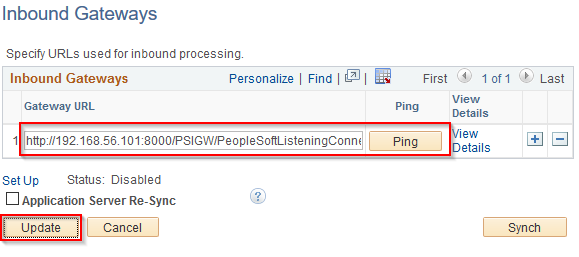 Inbound Gateways
Specify URLs used for inbound processing.
Inbound Gateways Personalize | Find | | First 1 of 1 Last
Gateway URL Ping View Details
1 http://192.168.56.101:8000/PSIGW/PeopleSoftListeningConne Ping View Details + −
Set Up Status: Disabled
Application Server Re-Sync ?
Update Cancel Synch